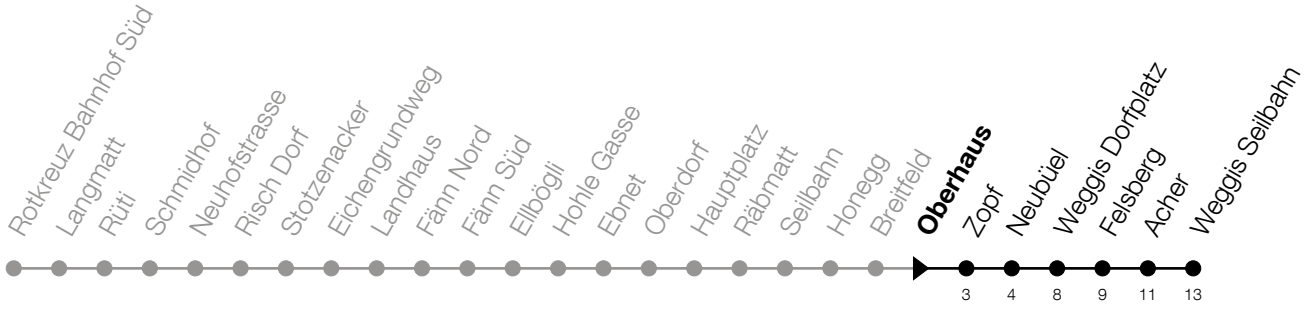 Rotkreuz Bahnhof Süd
Langmatt
Rüti
Schmidhof
Neuhofstrasse
Risch Dorf
Stotzenacker
Eichengrundweg
Landhaus
Fänn Nord
Fänn Süd
Ellbögli
Hohle Gasse
Ebnet
Oberdorf
Hauptplatz
Räbmatt
Seilbahn
Honegg
Breitfeld
Oberhaus
Zopf
Neubüel
Weggis Dorfplatz
Felsberg
Acher
Weggis Seilbahn
3 4 8 9 11 13